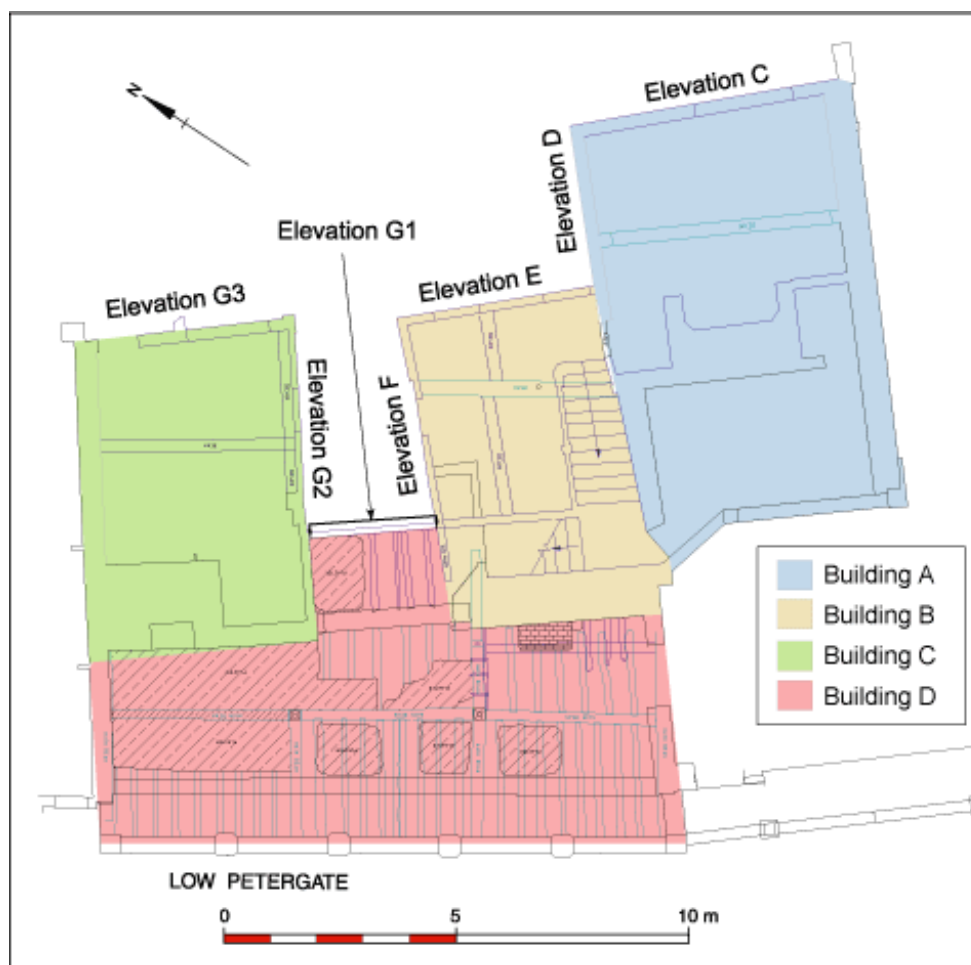 N
Elevation C
Elevation D
Elevation G1
Elevation E
Elevation G3
Elevation F
Elevation G2
Building A
Building B
Building C
Building D
LOW PETERGATE
0 5 10 m